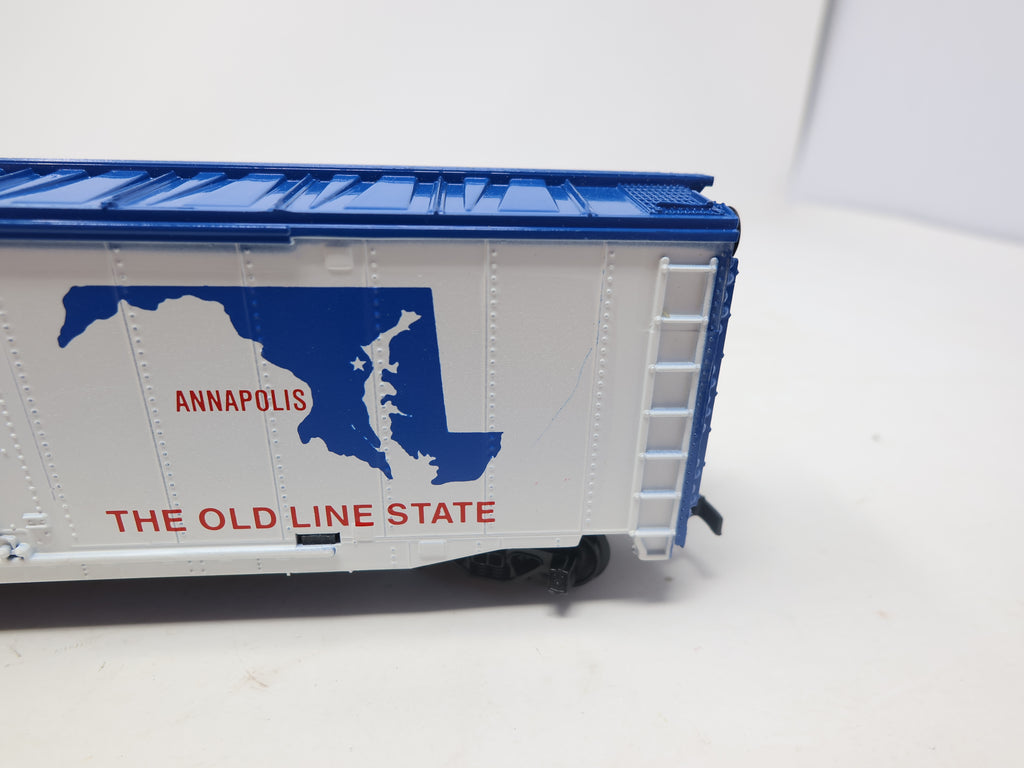 ANNAPOLIS
THE OLD LINE STATE